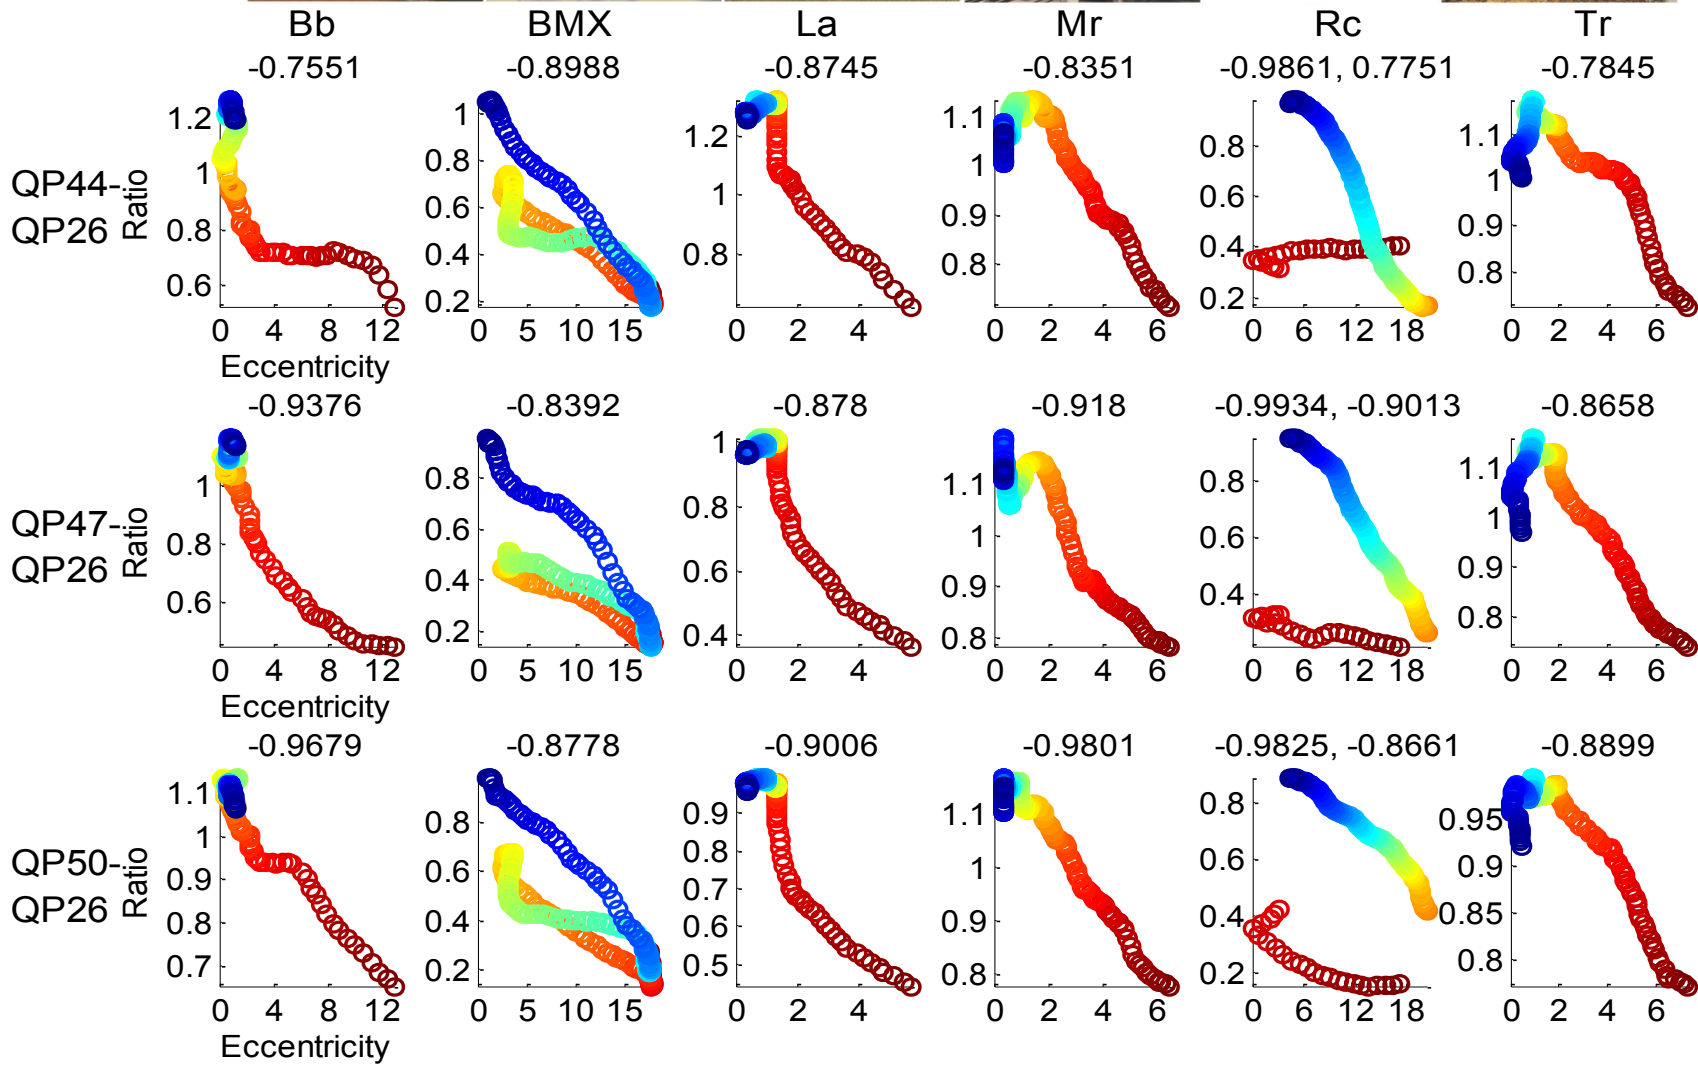 Bb BMX La Mr Rc Tr
-0.7551 -0.8988 -0.8745 -0.8351 -0.9861, 0.7751 -0.7845
QP44-
QP26
Ratio
1.2 1 0.8 0.6
0 4 8 12
1 0.8 0.6 0.4 0.2
0 5 10 15
1.2 1 0.8
0 2 4
1.1 1 0.9 0.8
0 2 4 6
0.8 0.6 0.4 0.2
0 6 12 18
1.1 1 0.9 0.8
0 2 4 6
Eccentricity
-0.9376 -0.8392 -0.878 -0.918 -0.9934, -0.9013 -0.8658
QP47-
QP26
Ratio
1 0.8 0.6
0 4 8 12
0.8 0.6 0.4 0.2
0 5 10 15
1 0.8 0.6 0.4
0 2 4
1.1 1 0.9 0.8
0 2 4 6
0.8 0.6 0.4
0 6 12 18
1.1 1 0.9 0.8
0 2 4 6
Eccentricity
-0.9679 -0.8778 -0.9006 -0.9801 -0.9825, -0.8661 -0.8899
QP50-
QP26
Ratio
1.1 1 0.9 0.8 0.7
0 4 8 12
0.8 0.6 0.4 0.2
0 5 10 15
0.9 0.8 0.7 0.6 0.5
0 2 4
1.1 1 0.9 0.8
0 2 4 6
0.8 0.6 0.4 0.2
0 6 12 18
0.95 0.9 0.85 0.8
0 2 4 6
Eccentricity